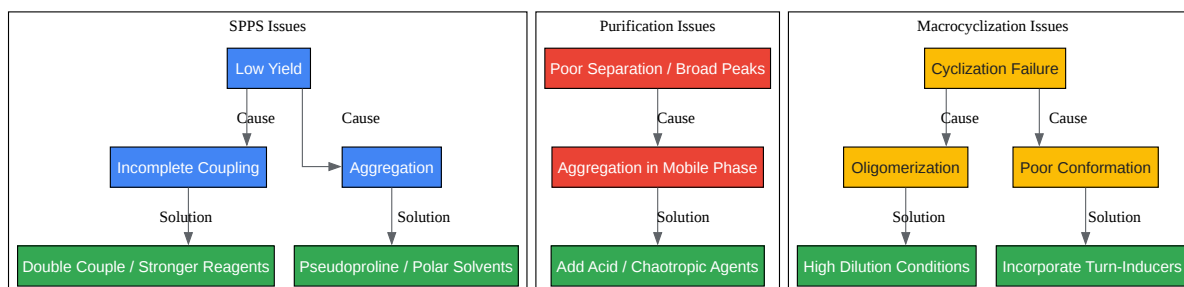 SPPS Issues
Low Yield
Cause
Cause
Incomplete Coupling
Aggregation
Solution
Solution
Double Couple / Stronger Reagents
Pseudoproline / Polar Solvents
Purification Issues
Poor Separation / Broad Peaks
Cause
Aggregation in Mobile Phase
Solution
Add Acid / Chaotropic Agents
Macrocyclization Issues
Cyclization Failure
Cause
Cause
Oligomerization
Poor Conformation
Solution
Solution
High Dilution Conditions
Incorporate Turn-Inducers